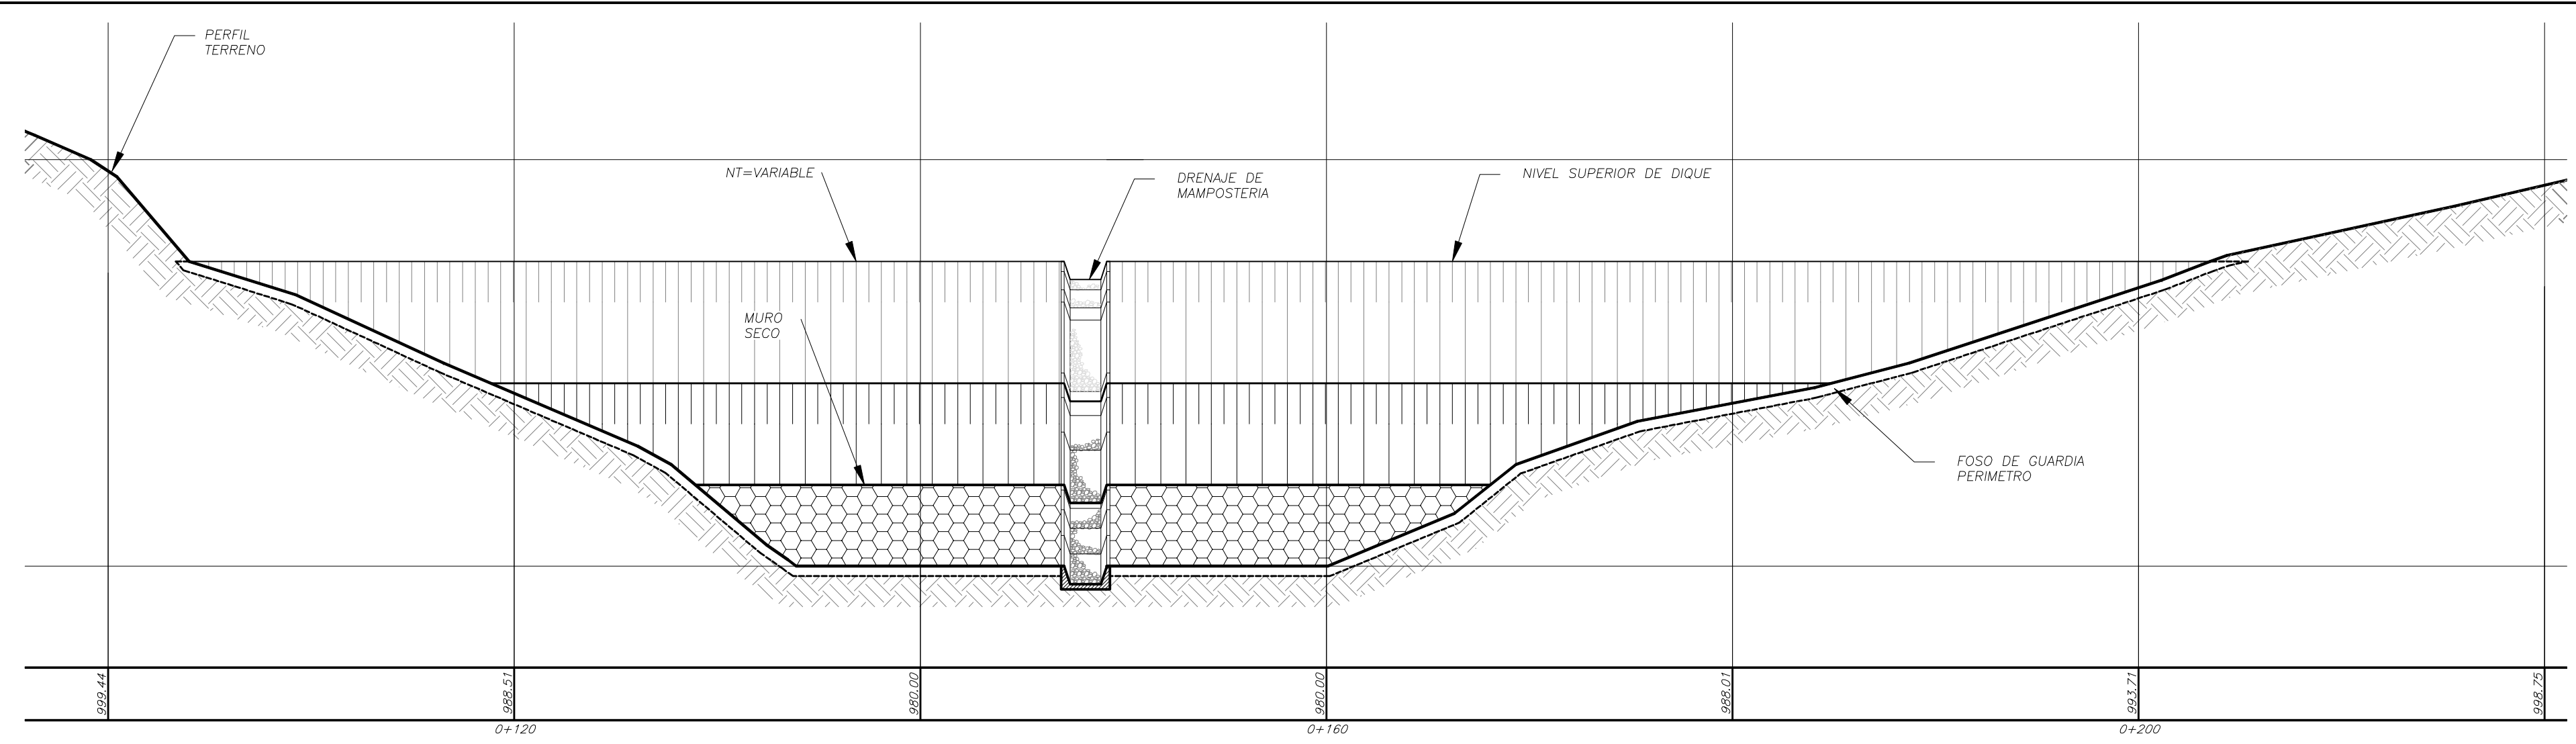 PERFIL
TERRENO
NT=VARIABLE
DRENAJE DE
MAMPOSTERIA
NIVEL SUPERIOR DE DIQUE
MURO
SECO
FOSO DE GUARDIA
PERIMETRO
999.44
988.51
980.00
980.00
988.01
993.71
998.75
0+120
0+160
0+200